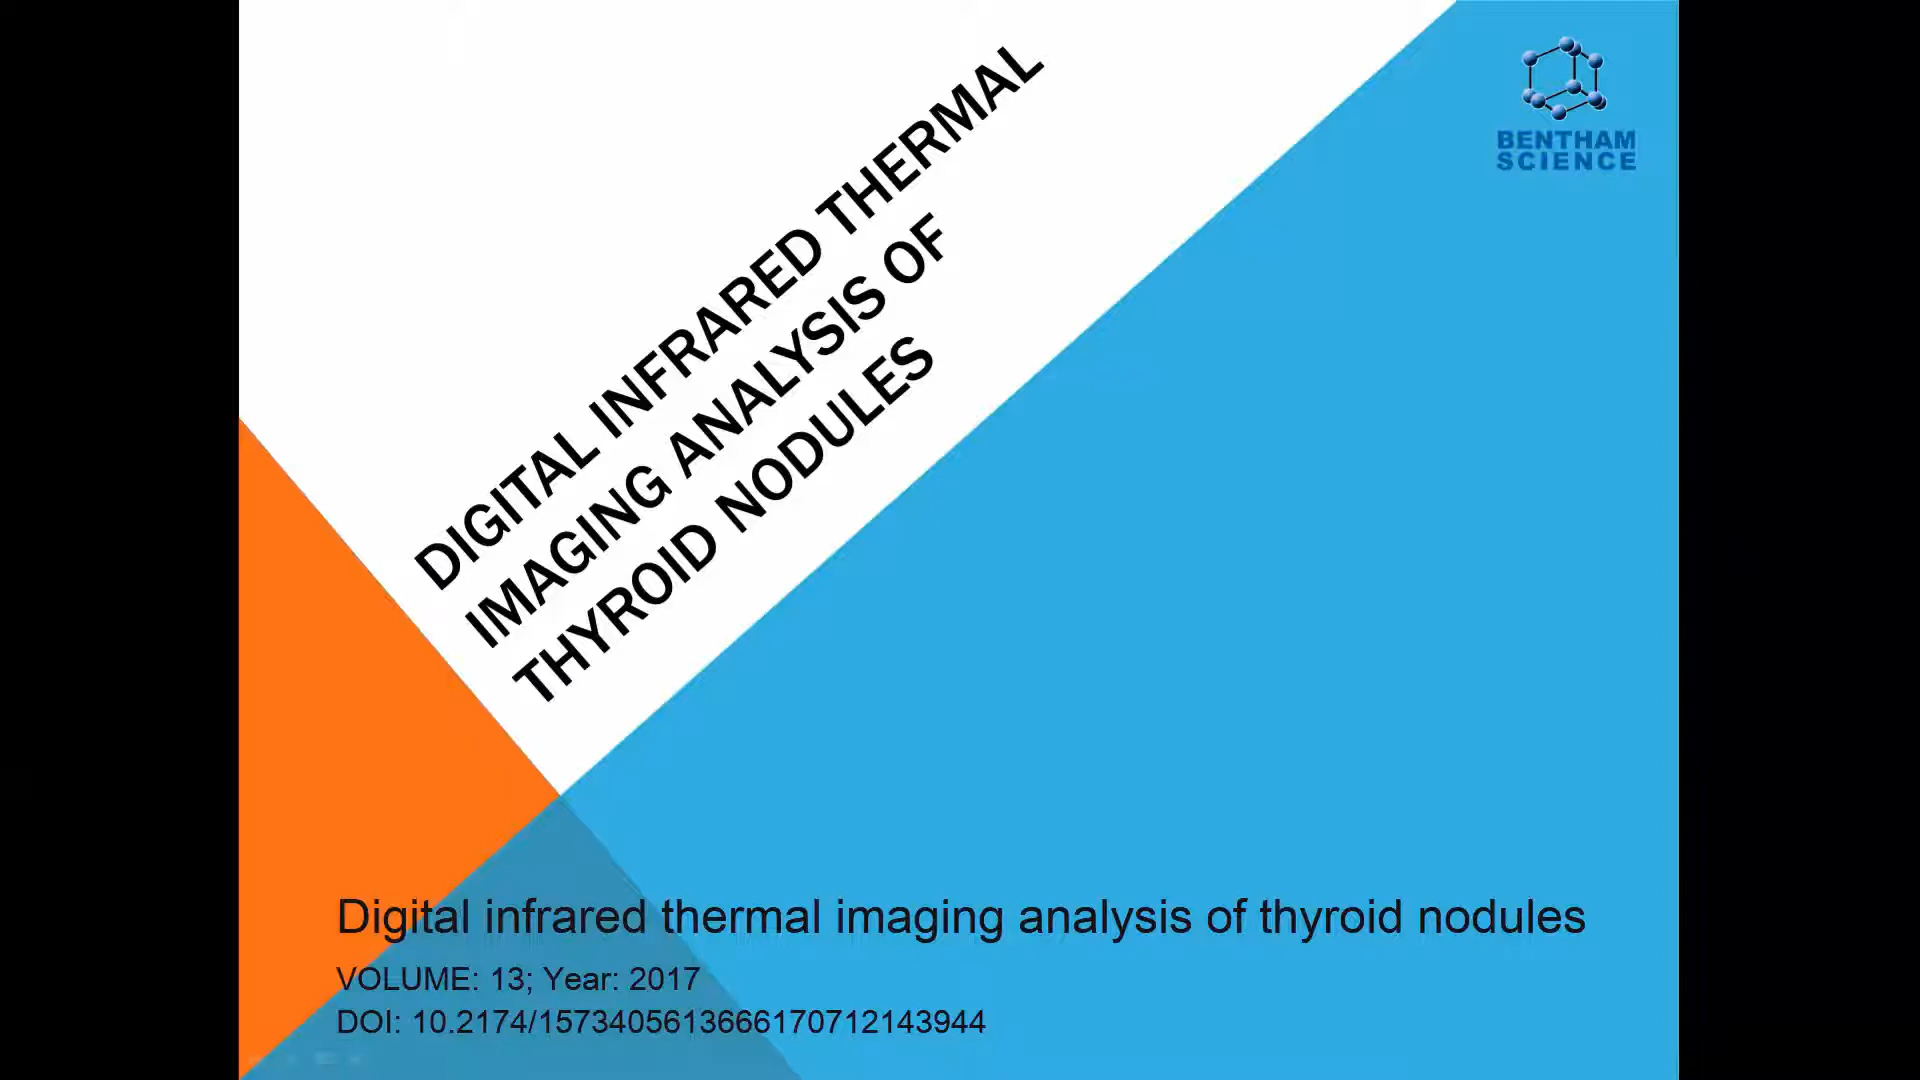 DIGITAL INFRARED THERMAL
IMAGING ANALYSIS OF
THYROID NODULES
BENTHAM
SCIENCE
Digital infrared thermal imaging analysis of thyroid nodules
VOLUME: 13; Year: 2017
DOI: 10.2174/1573405613666170712143944